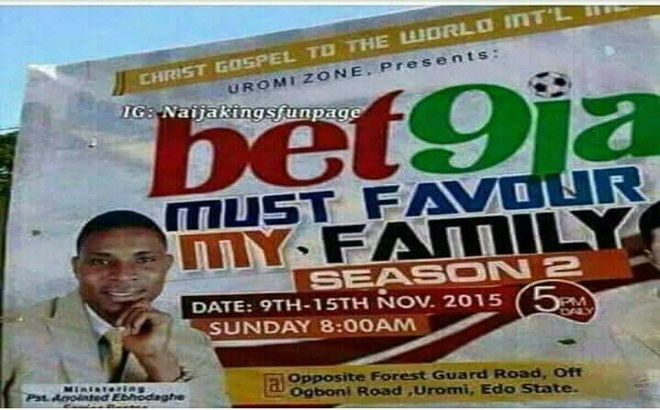 CHRIST GOSPEL TO THE WORLD INT'L
UROMI ZONE, Presents:
IG: Naijakingsfunpage
bet9ja
MUST FAVOUR
MY FAMILY
SEASON 2
DATE: 9TH-15TH NOV. 2015
5PM
DAILY
SUNDAY 8:00AM
@ Opposite Forest Guard Road, Off
Ogboni Road ,Uromi, Edo State.
Ministering
Pst. Anointed Ebhodaghe
Senior Pastor